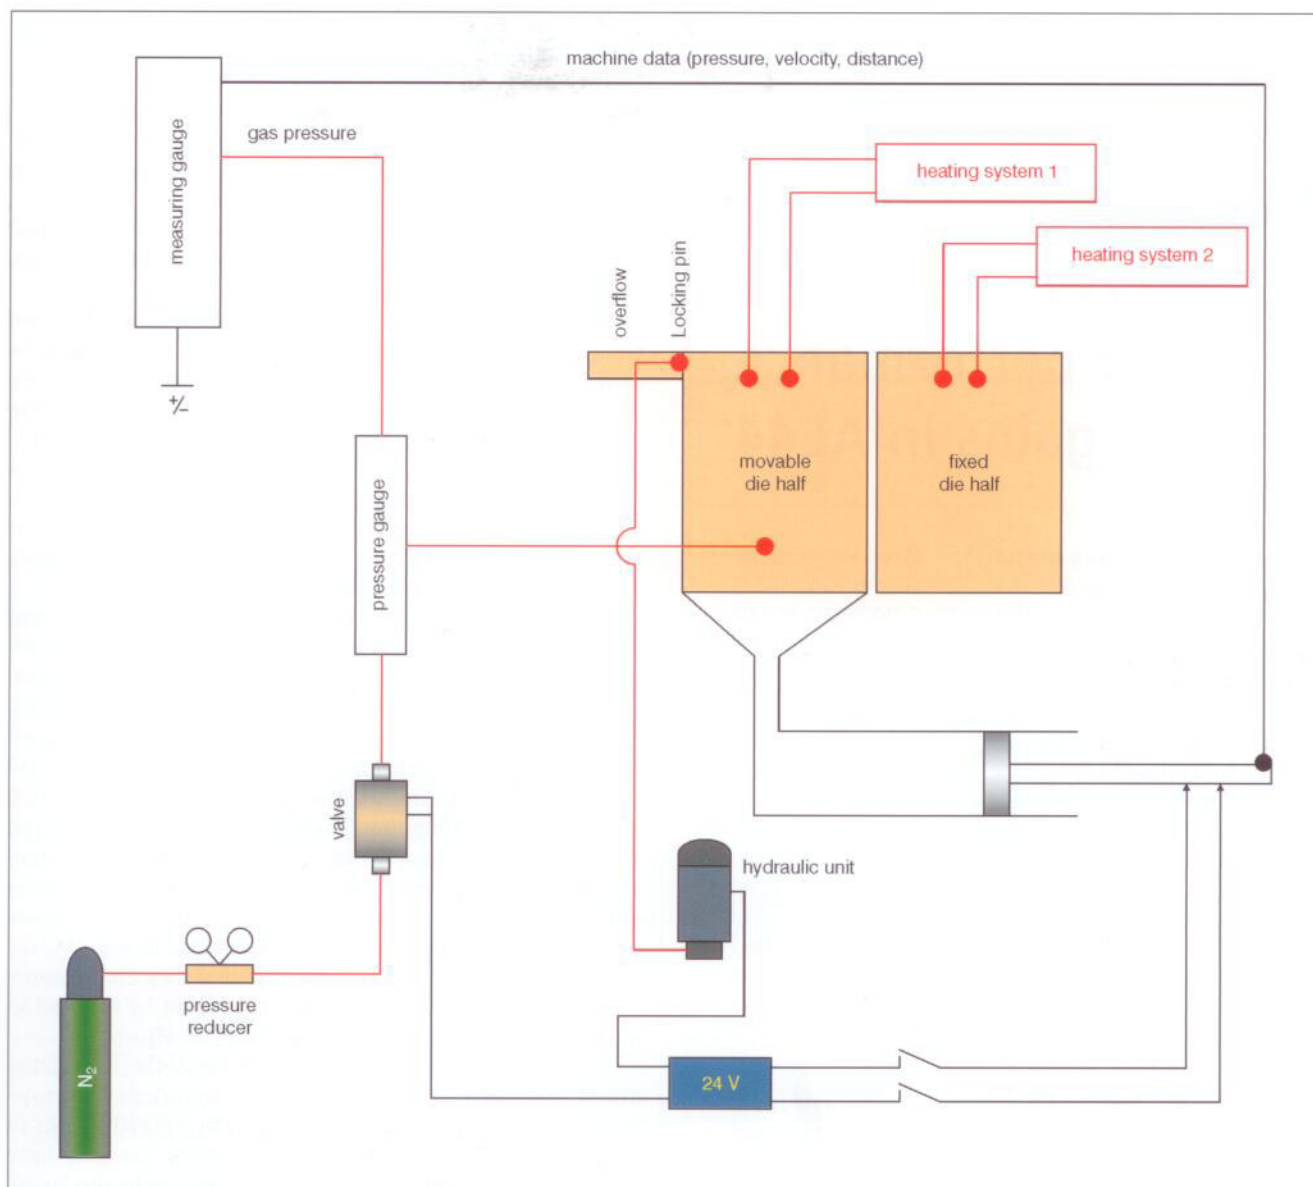 machine data (pressure, velocity, distance)
gas pressure
measuring gauge
heating system 1
heating system 2
overflow
Locking pin
movable
die half
fixed
die half
pressure gauge
valve
hydraulic unit
pressure
reducer
N₂
24 V
-/+